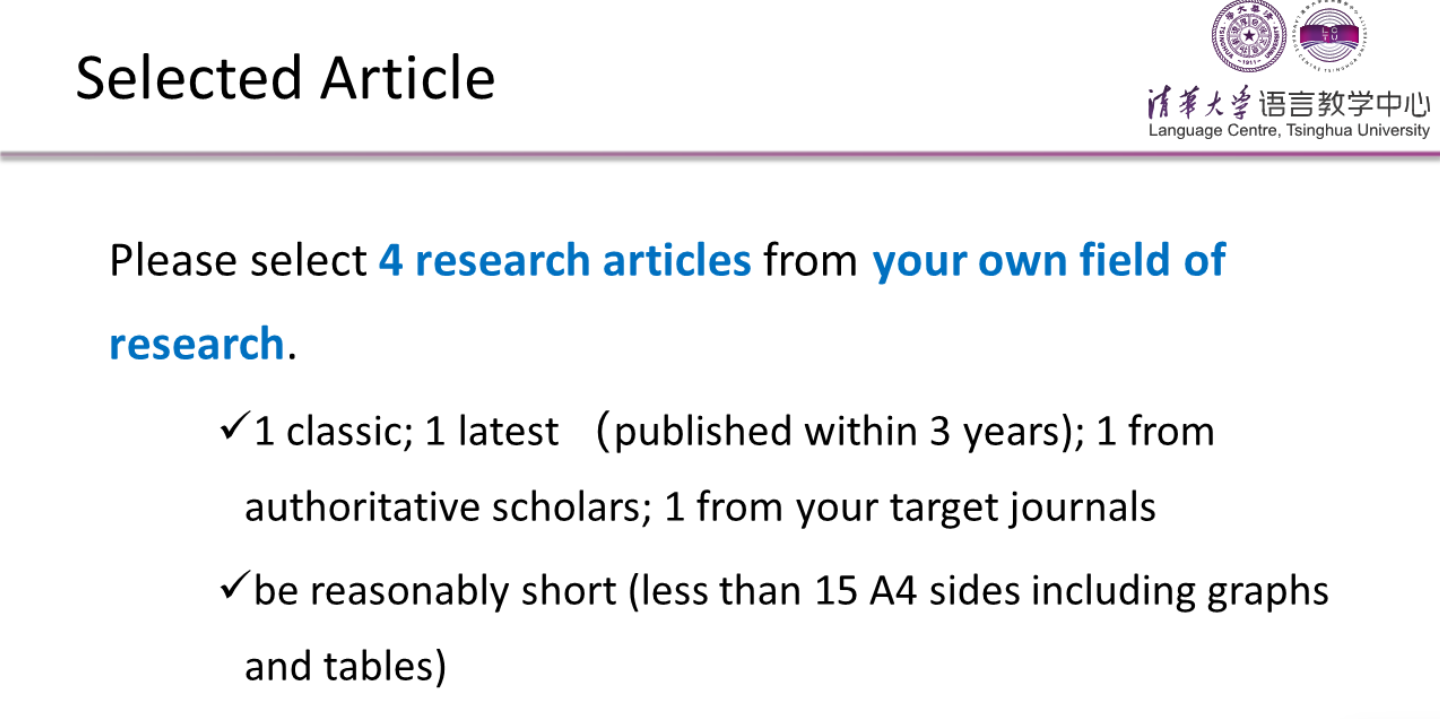 Selected Article
清華大学语言教学中心
Language Centre, Tsinghua University
Please select 4 research articles from your own field of
research.
✓1 classic; 1 latest （published within 3 years); 1 from
authoritative scholars; 1 from your target journals
✓be reasonably short (less than 15 A4 sides including graphs
and tables)